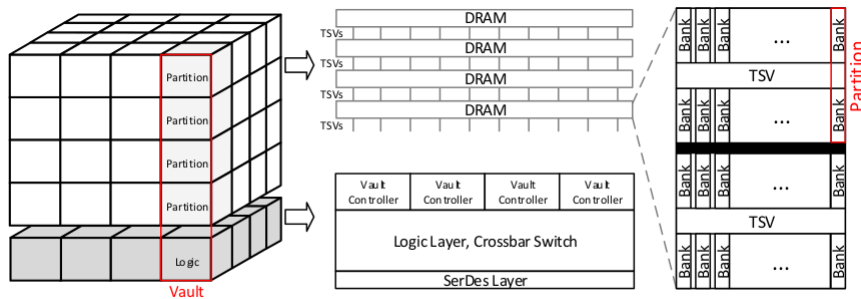 Partition
Partition
Partition
Partition
Logic
Vault
DRAM
TSVs
DRAM
TSVs
DRAM
TSVs
DRAM
TSVs
Vault Controller
Vault Controller
Vault Controller
Vault Controller
Logic Layer, Crossbar Switch
SerDes Layer
Bank Bank Bank ... Bank
TSV
Bank Bank Bank ... Bank
Partition
Bank Bank Bank ... Bank
TSV
Bank Bank Bank ... Bank